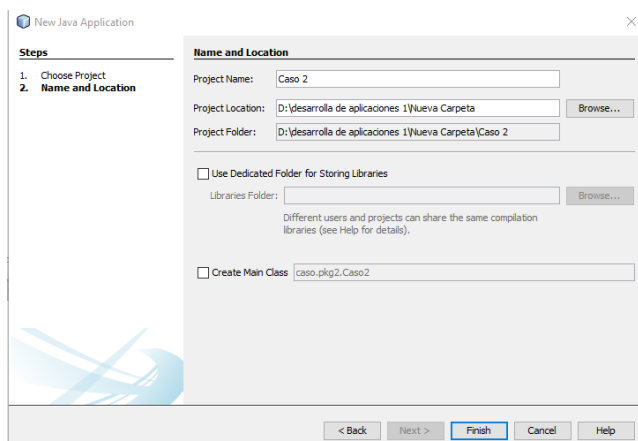 New Java Application
Steps
1. Choose Project
2. Name and Location
Name and Location
Project Name: Caso 2
Project Location: D:\desarrolla de aplicaciones 1\Nueva Carpeta Browse...
Project Folder: D:\desarrolla de aplicaciones 1\Nueva Carpeta\Caso 2
Use Dedicated Folder for Storing Libraries
Libraries Folder: Browse...
Different users and projects can share the same compilation
libraries (see Help for details).
Create Main Class caso.pkg2.Caso2
< Back Next > Finish Cancel Help